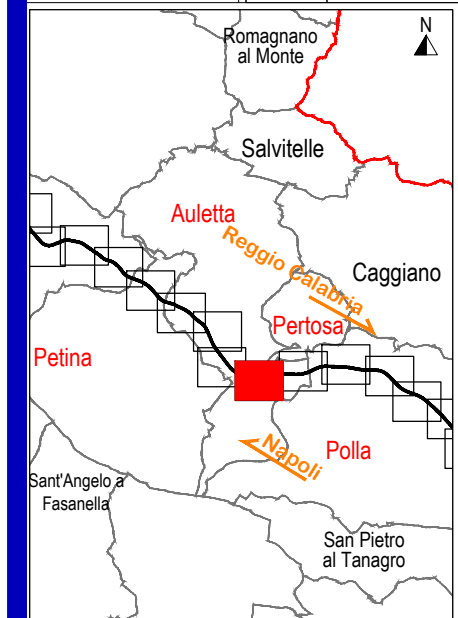 Romagnano
al Monte
N
Salvitelle
Auletta
Reggio Calabria
Caggiano
Pertosa
Petina
Polla
Napoli
Sant'Angelo a
Fasanella
San Pietro
al Tanagro